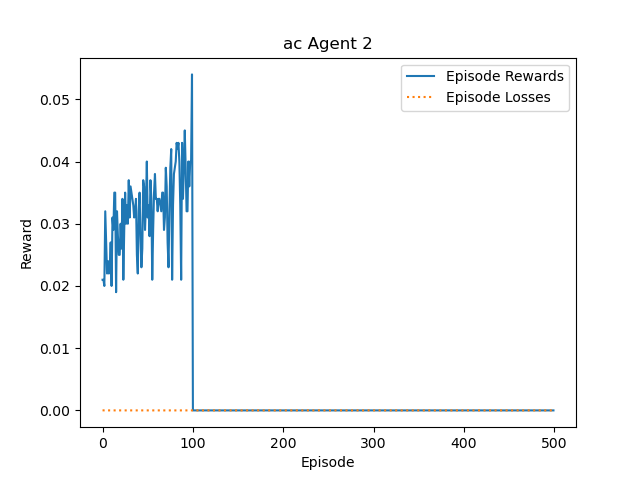 ac Agent 2
Episode Rewards
Episode Losses
Reward
0.05
0.04
0.03
0.02
0.01
0.00
0 100 200 300 400 500
Episode